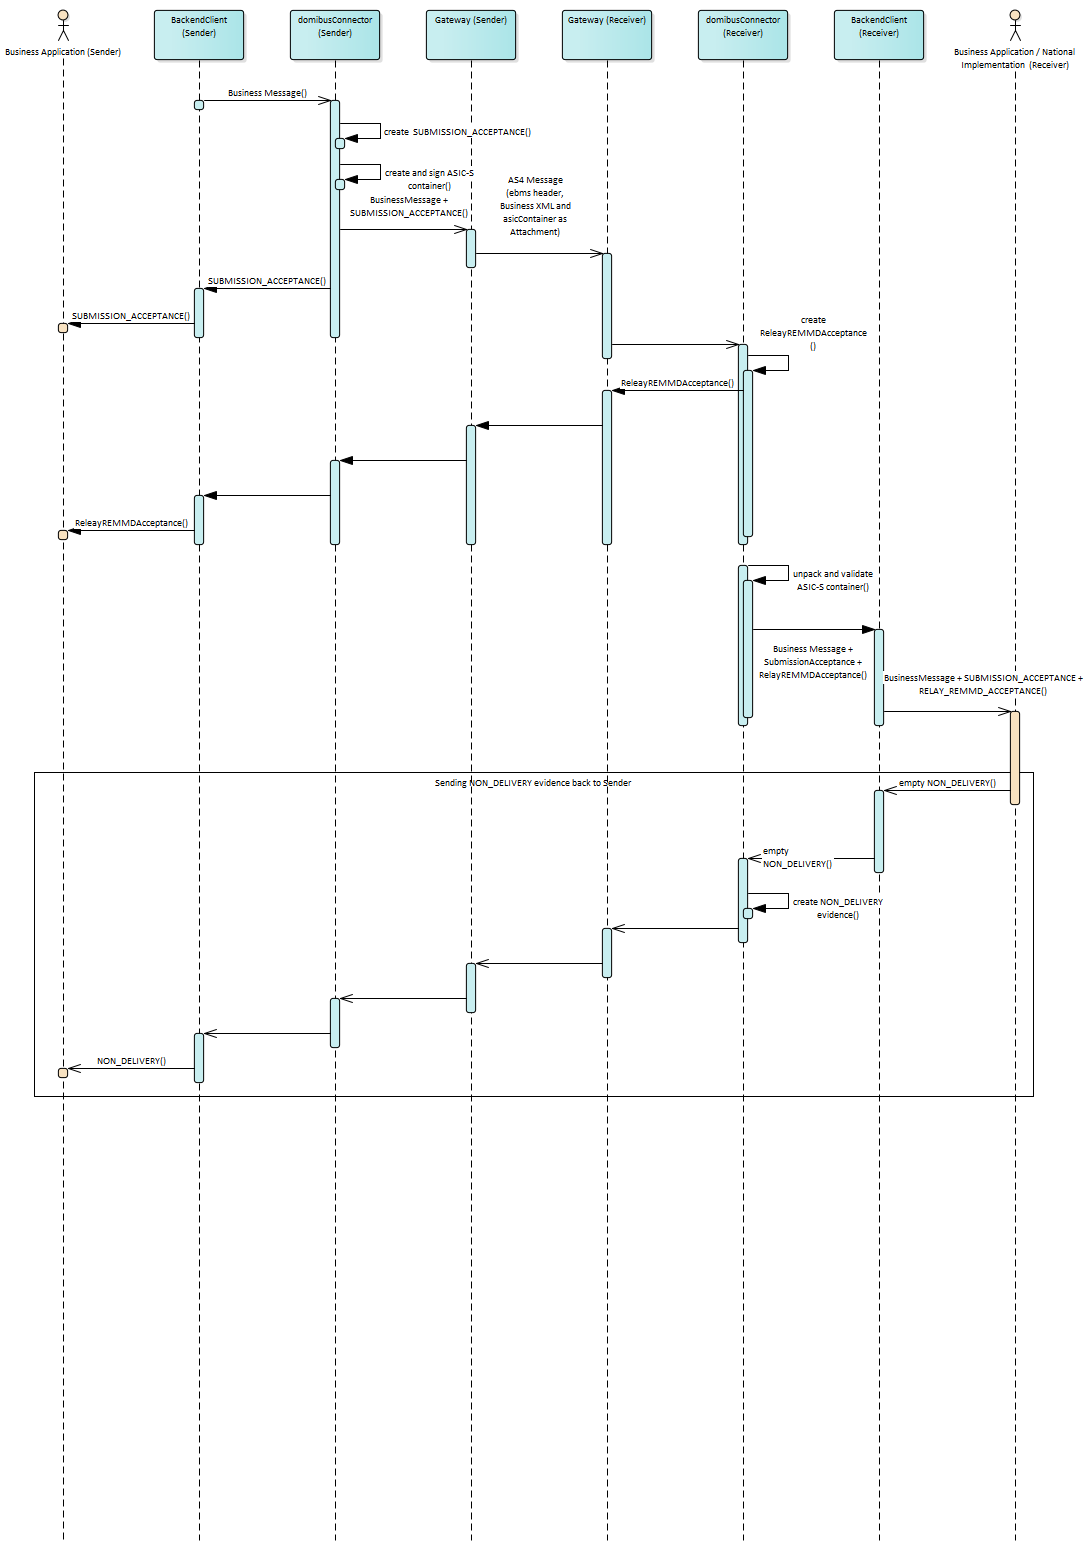 Business Application (Sender)
BackendClient
(Sender)
domibusConnector
(Sender)
Gateway (Sender)
Gateway (Receiver)
domibusConnector
(Receiver)
BackendClient
(Receiver)
Business Application / National
Implementation (Receiver)
Business Message()
create SUBMISSION_ACCEPTANCE()
create and sign ASIC-S
container()
BusinessMessage +
SUBMISSION_ACCEPTANCE()
AS4 Message
(ebms header,
Business XML and
asicContainer as
Attachment)
SUBMISSION_ACCEPTANCE()
SUBMISSION_ACCEPTANCE()
create
ReleayREMMDAcceptance
()
ReleayREMMDAcceptance()
ReleayREMMDAcceptance()
unpack and validate
ASIC-S container()
Business Message +
SubmissionAcceptance +
RelayREMMDAcceptance()
BusinessMessage + SUBMISSION_ACCEPTANCE +
RELAY_REMMD_ACCEPTANCE()
Sending NON_DELIVERY evidence back to Sender
empty NON_DELIVERY()
empty
NON_DELIVERY()
create NON_DELIVERY
evidence()
NON_DELIVERY()